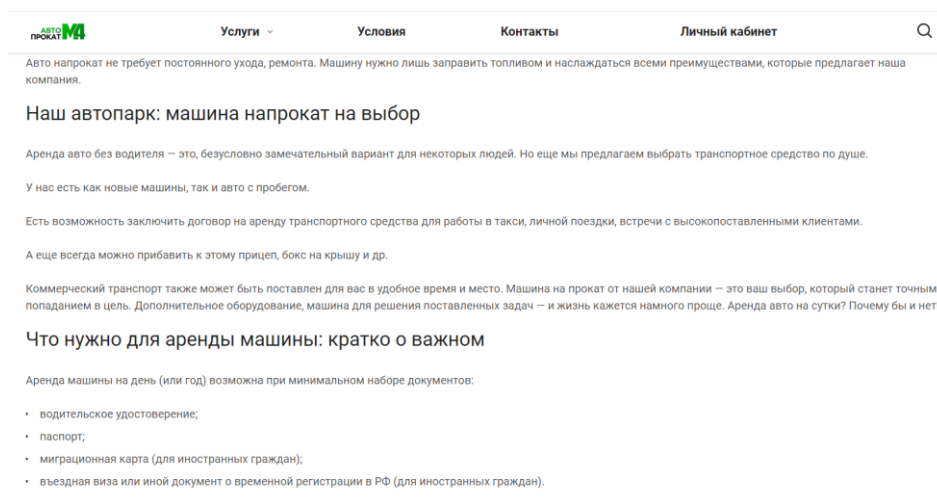 АВТО
ПРОКАТ М4
Услуги
Условия
Контакты
Личный кабинет
Авто напрокат не требует постоянного ухода, ремонта. Машину нужно лишь заправить топливом и наслаждаться всеми преимуществами, которые предлагает наша
компания.
Наш автопарк: машина напрокат на выбор
Аренда авто без водителя — это, безусловно замечательный вариант для некоторых людей. Но еще мы предлагаем выбрать транспортное средство по душе.
У нас есть как новые машины, так и авто с пробегом.
Есть возможность заключить договор на аренду транспортного средства для работы в такси, личной поездки, встречи с высокопоставленными клиентами.
А еще всегда можно прибавить к этому прицеп, бокс на крышу и др.
Коммерческий транспорт также может быть поставлен для вас в удобное время и место. Машина на прокат от нашей компании — это ваш выбор, который станет точным
попаданием в цель. Дополнительное оборудование, машина для решения поставленных задач — и жизнь кажется намного проще. Аренда авто на сутки? Почему бы и нет
Что нужно для аренды машины: кратко о важном
Аренда машины на день (или год) возможна при минимальном наборе документов:
• водительское удостоверение;
• паспорт;
• миграционная карта (для иностранных граждан);
• въездная виза или иной документ о временной регистрации в РФ (для иностранных граждан).